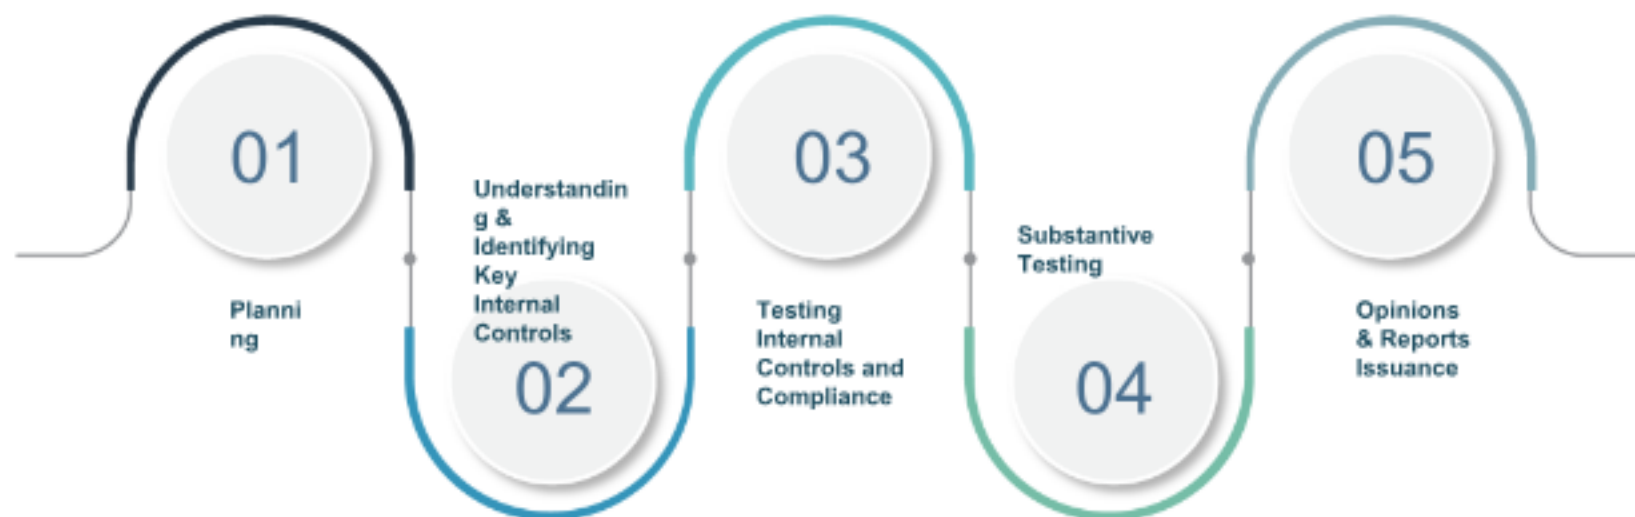 01
Planni
ng
Understandin
g &
Identifying
Key
Internal
Controls
02
03
Testing
Internal
Controls and
Compliance
Substantive
Testing
04
05
Opinions
& Reports
Issuance